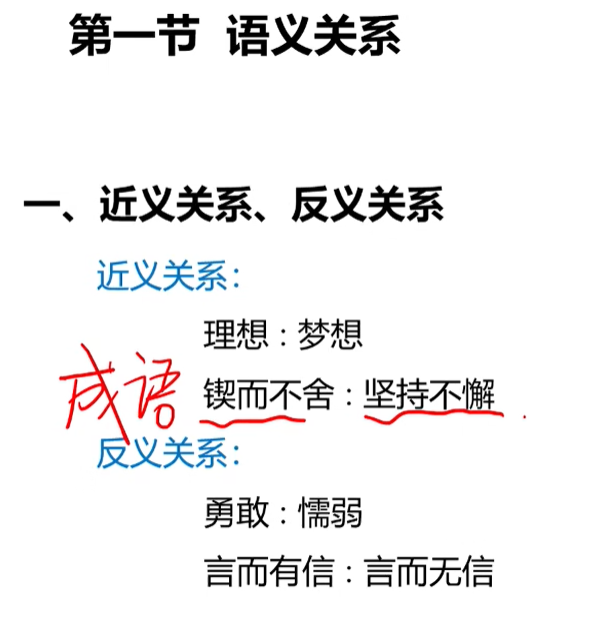 第一节 语义关系
一、近义关系、反义关系
近义关系：
理想：梦想
成语
锲而不舍：坚持不懈
反义关系：
勇敢：懦弱
言而有信：言而无信